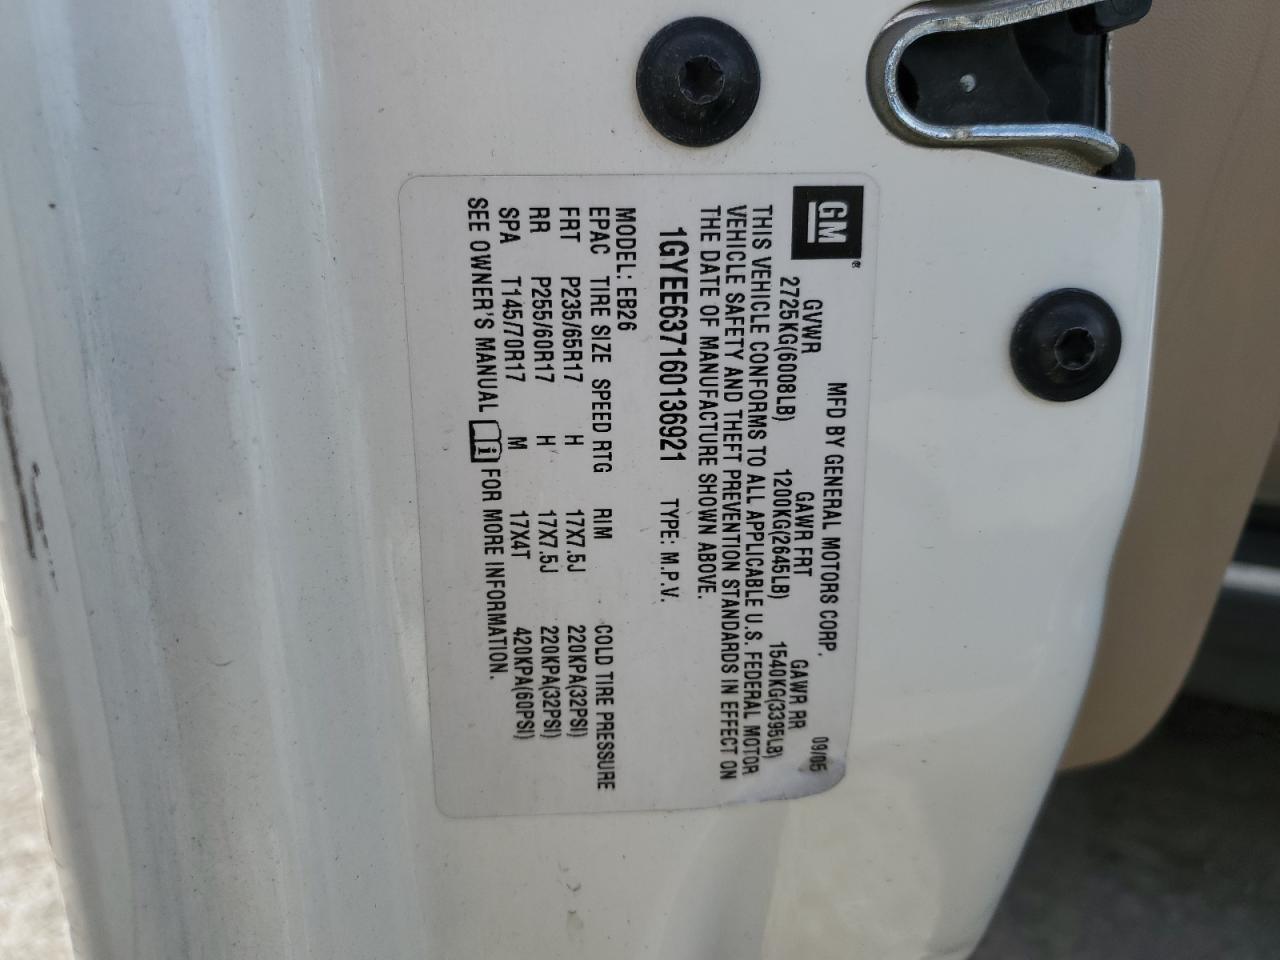 GM®
MFD BY GENERAL MOTORS CORP. 09/05
GVWR GAWR FRT GAWR RR
2725KG(6008LB) 1200KG(2645LB) 1540KG(3395LB)
THIS VEHICLE CONFORMS TO ALL APPLICABLE U.S. FEDERAL MOTOR
VEHICLE SAFETY AND THEFT PREVENTION STANDARDS IN EFFECT ON
THE DATE OF MANUFACTURE SHOWN ABOVE.
1GYEE637160136921 TYPE: M.P.V.
MODEL: EB26
EPAC TIRE SIZE SPEED RTG RIM COLD TIRE PRESSURE
FRT P235/65R17 H 17X7.5J 220KPA(32PSI)
RR P255/60R17 H 17X7.5J 220KPA(32PSI)
SPA T145/70R17 M 17X4T 420KPA(60PSI)
SEE OWNER'S MANUAL i FOR MORE INFORMATION.